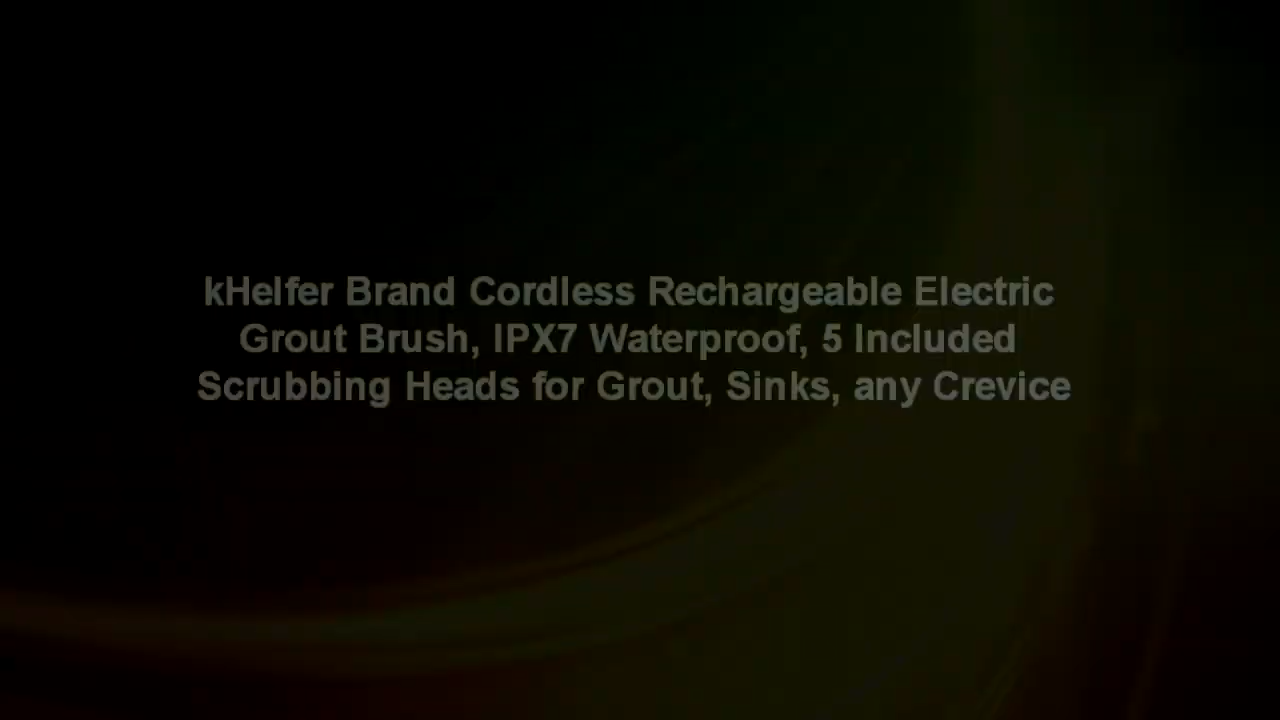 kHelfer Brand Cordless Rechargeable Electric
Grout Brush, IPX7 Waterproof, 5 Included
Scrubbing Heads for Grout, Sinks, any Crevice